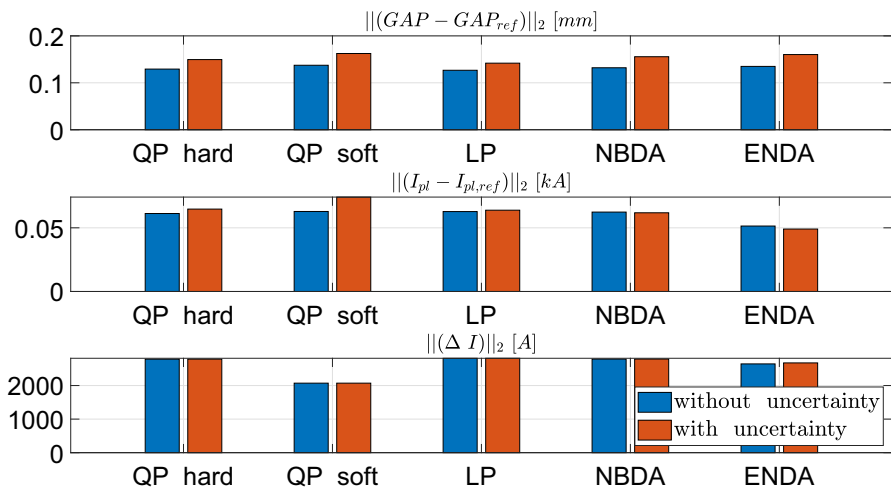 ||(GAP − GAP_ref)||_2 [mm]
0.2
0.1
0
QP hard QP soft LP NBDA ENDA
||(I_pl − I_pl,ref)||_2 [kA]
0.05
0
QP hard QP soft LP NBDA ENDA
||(Δ I)||_2 [A]
2000
1000
0
without uncertainty
with uncertainty
QP hard QP soft LP NBDA ENDA